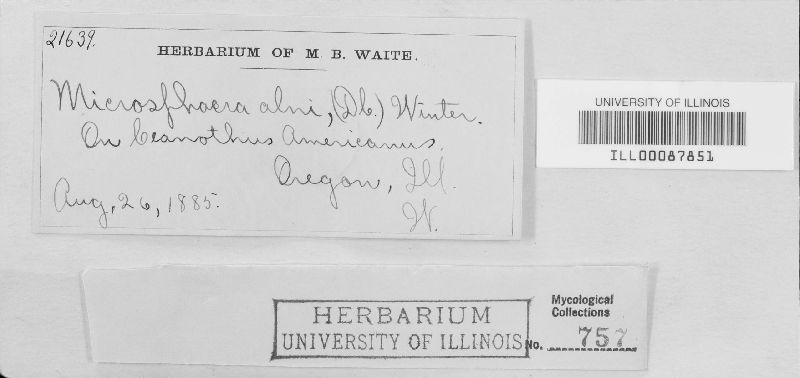 21639.
HERBARIUM OF M. B. WAITE.
Microsphaera alni, (Db.) Winter.
On Ceanothus Americanus.
Oregon, Ill.
Aug, 26, 1885.
W.
UNIVERSITY OF ILLINOIS
ILL00087851
HERBARIUM
UNIVERSITY OF ILLINOIS
Mycological
Collections
No. 757